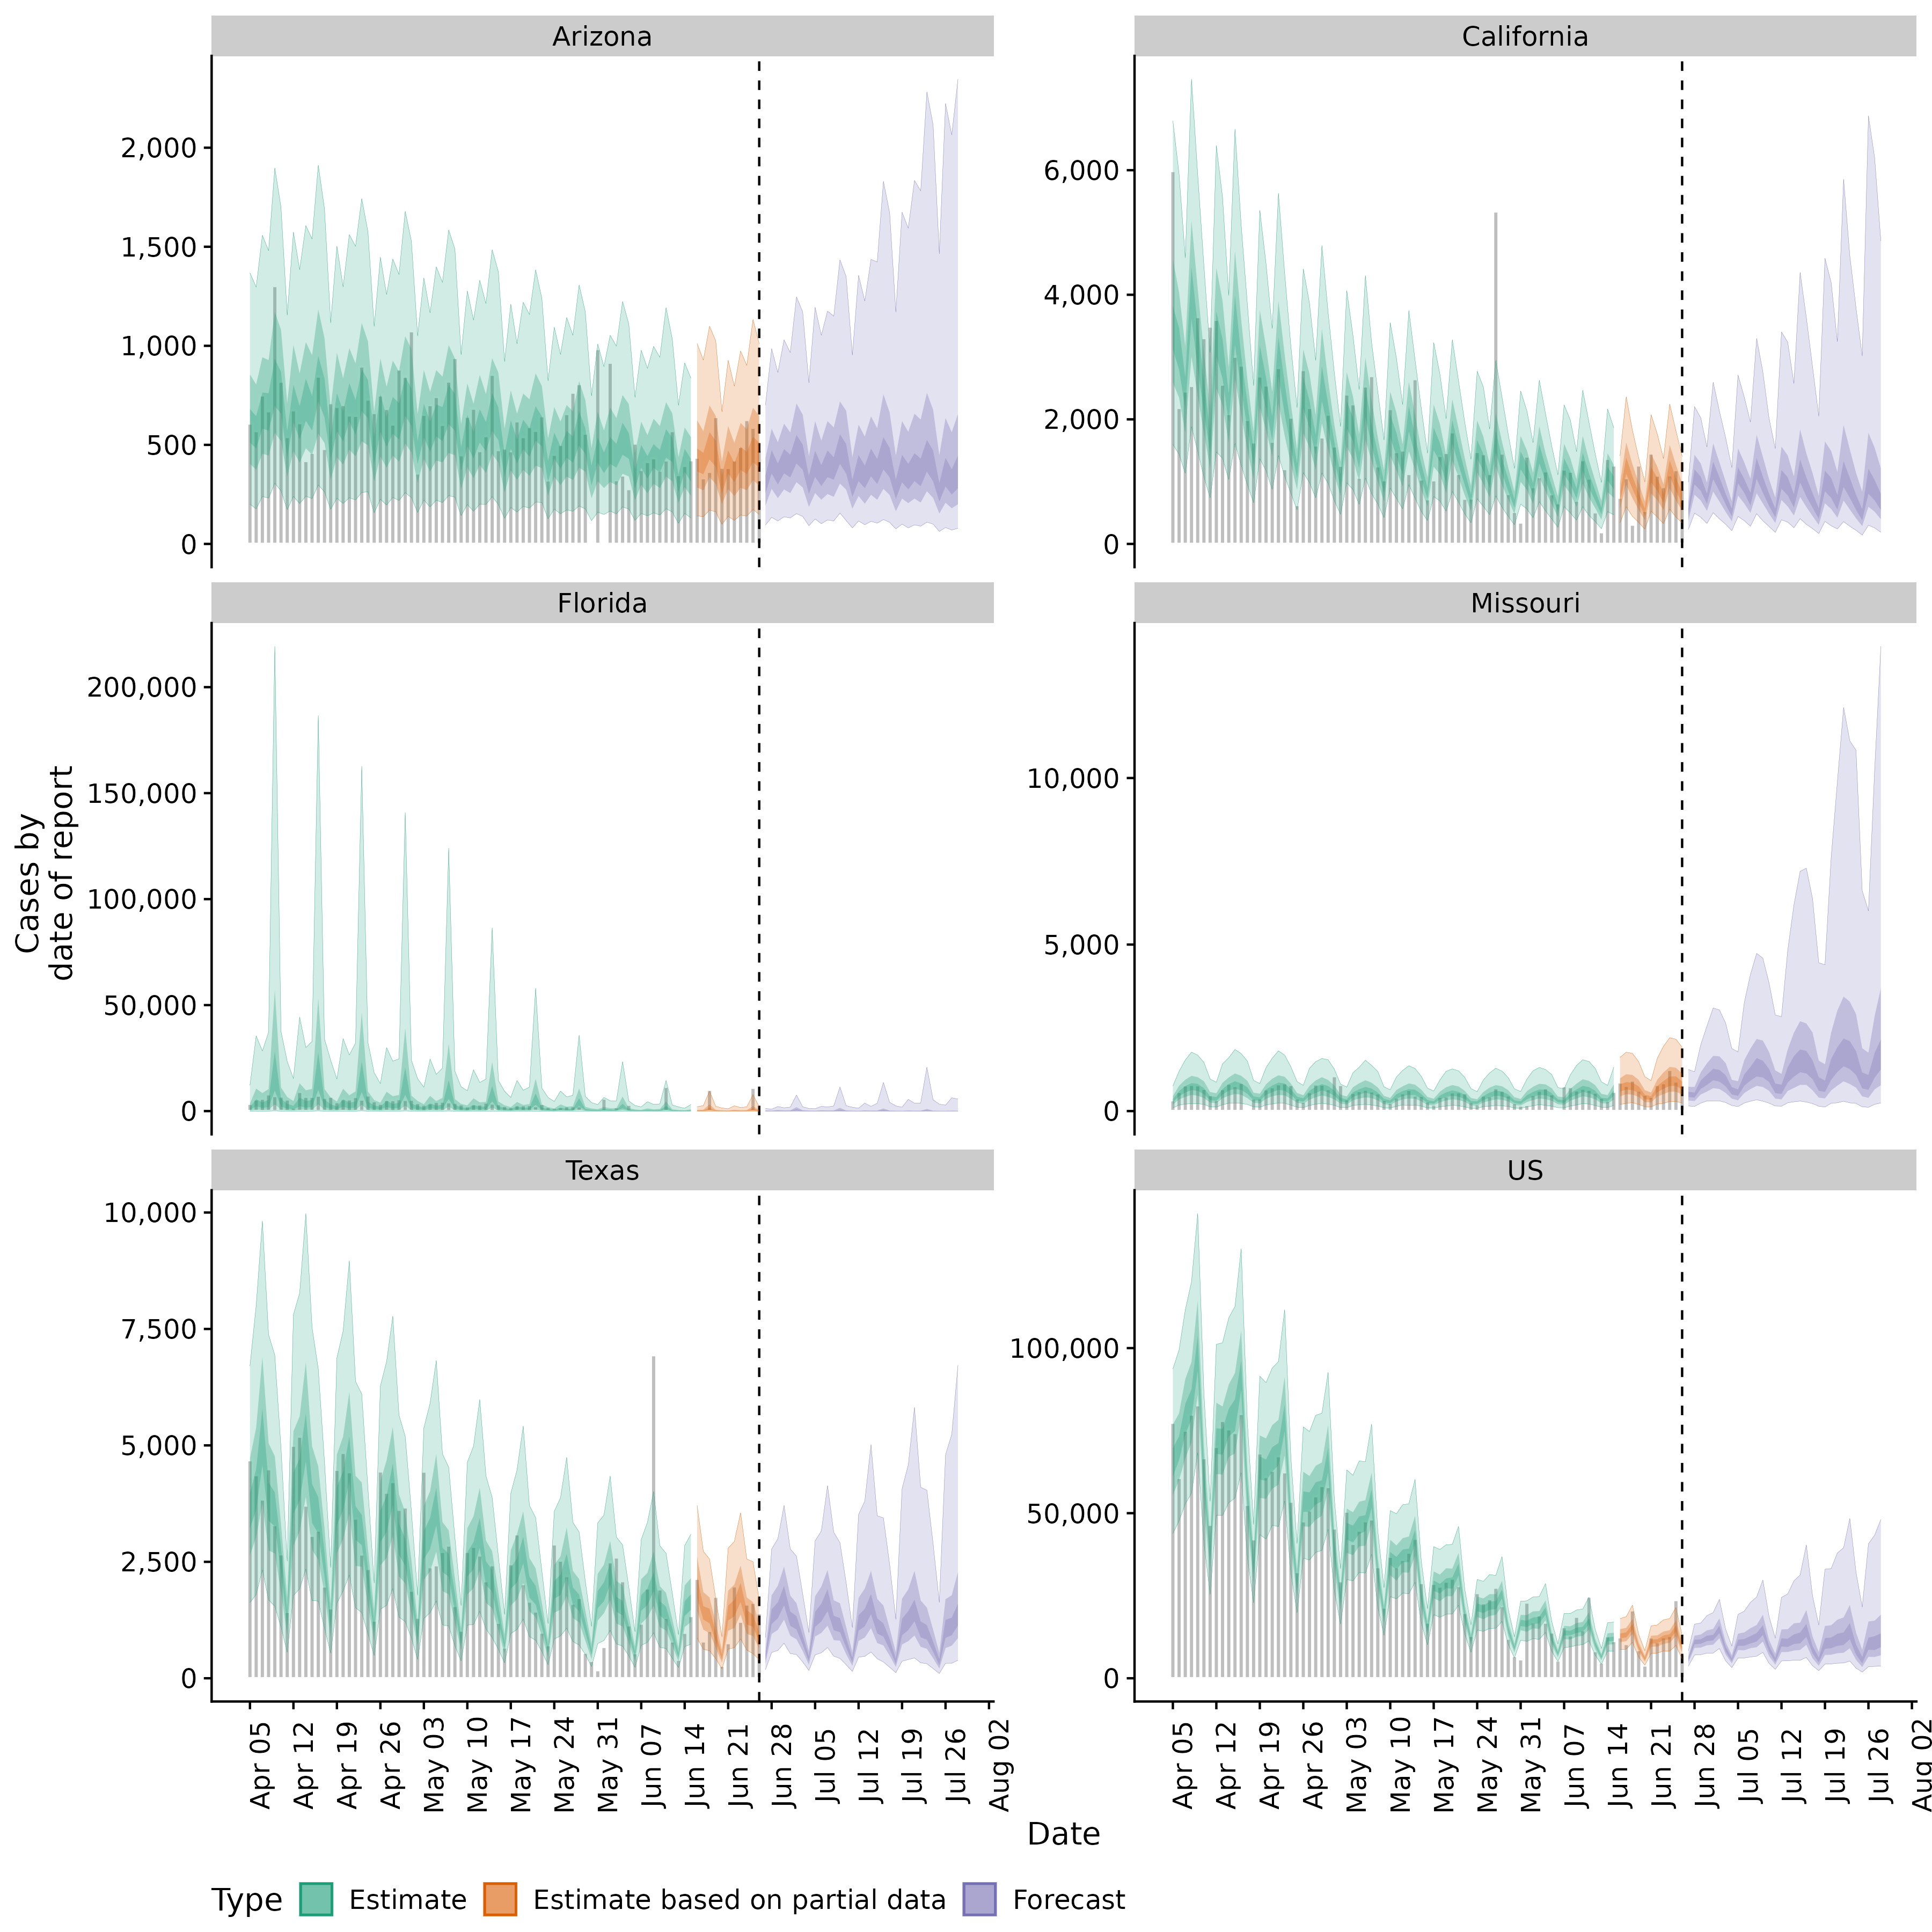 Arizona
California
2,000
1,500
1,000
500
0
6,000
4,000
2,000
0
Florida
Missouri
200,000
150,000
100,000
50,000
0
10,000
5,000
0
Texas
US
10,000
7,500
5,000
2,500
0
100,000
50,000
0
Cases by
date of report
Apr 05
Apr 12
Apr 19
Apr 26
May 03
May 10
May 17
May 24
May 31
Jun 07
Jun 14
Jun 21
Jun 28
Jul 05
Jul 12
Jul 19
Jul 26
Aug 02
Apr 05
Apr 12
Apr 19
Apr 26
May 03
May 10
May 17
May 24
May 31
Jun 07
Jun 14
Jun 21
Jun 28
Jul 05
Jul 12
Jul 19
Jul 26
Aug 02
Date
Type Estimate Estimate based on partial data Forecast